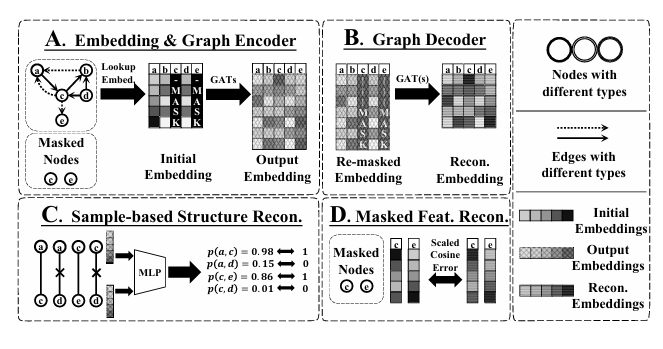 A. Embedding & Graph Encoder
a
b
c
d
e
Lookup
Embed.
a b c d e
- M A S K
- M A S K
GATs
a b c d e
Masked
Nodes
c e
Initial
Embedding
Output
Embedding
B. Graph Decoder
a b c d e
M A S K
M A S K
GAT(s)
a b c d e
Re-masked
Embedding
Recon.
Embedding
Nodes with
different types
Edges with
different types
Initial
Embeddings
Output
Embeddings
Recon.
Embeddings
C. Sample-based Structure Recon.
a a c c
c d e d
MLP
p(a, c) = 0.98 1
p(a, d) = 0.15 0
p(c, e) = 0.86 1
p(c, d) = 0.01 0
D. Masked Feat. Recon.
Masked
Nodes
c e
c e
Scaled
Cosine
Error
c e